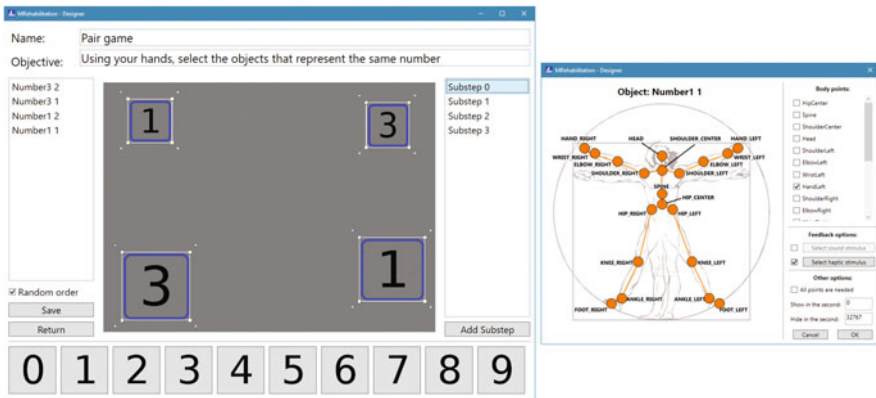 MRehabilitation - Designer
Name: Pair game
Objective: Using your hands, select the objects that represent the same number
Number3 2
Number3 1
Number1 2
Number1 1
1
3
3
1
Substep 0
Substep 1
Substep 2
Substep 3
Random order
Save
Return
Add Substep
0 1 2 3 4 5 6 7 8 9
MRehabilitation - Designer
Object: Number1 1
HAND_RIGHT
HEAD
SHOULDER_CENTER
HAND_LEFT
WRIST_RIGHT
WRIST_LEFT
ELBOW_RIGHT
ELBOW_LEFT
SHOULDER_RIGHT
SHOULDER_LEFT
SPINE
HIP_CENTER
HIP_RIGHT
HIP_LEFT
KNEE_RIGHT
KNEE_LEFT
ANKLE_RIGHT
ANKLE_LEFT
FOOT_RIGHT
FOOT_LEFT
Body points:
HipCenter
Spine
ShoulderCenter
Head
ShoulderLeft
ElbowLeft
WristLeft
HandLeft
ShoulderRight
ElbowRight
Feedback options:
Select sound stimulus
Select haptic stimulus
Other options:
All points are needed
Show in the second: 0
Hide in the second: 32767
Cancel OK